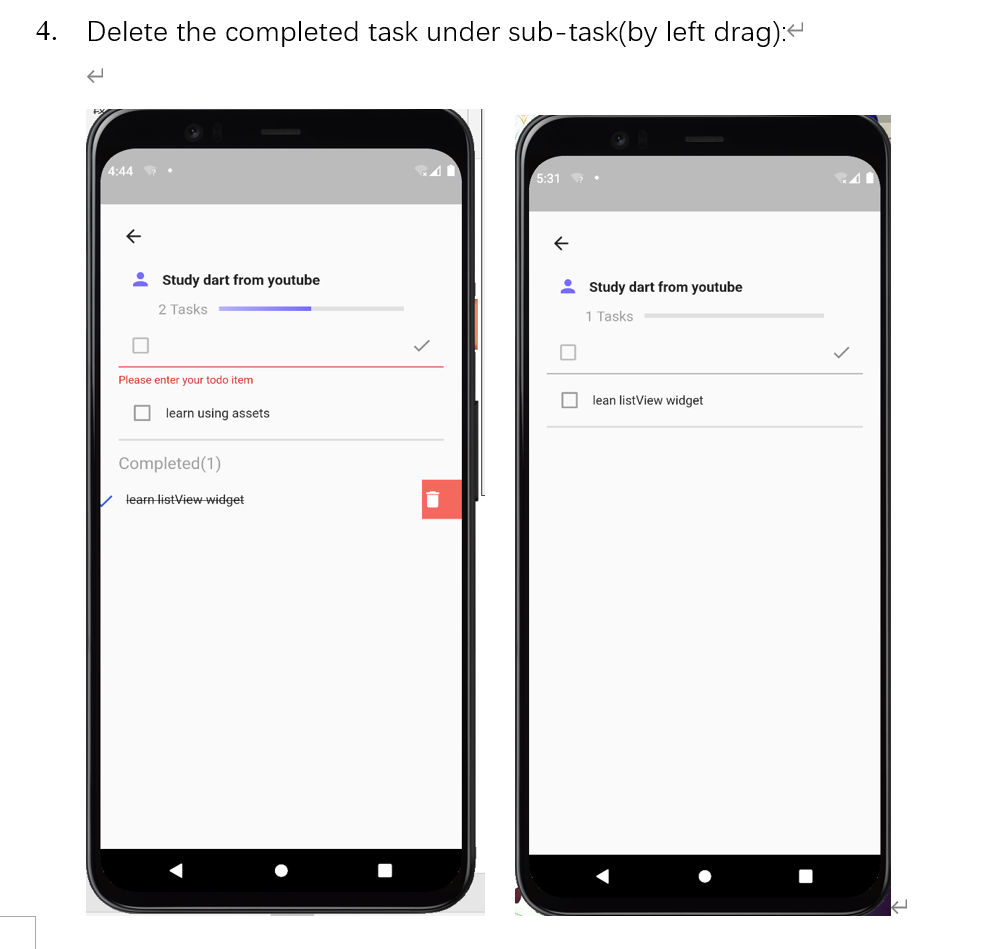 4. Delete the completed task under sub-task(by left drag):
4:44
Study dart from youtube
2 Tasks
Please enter your todo item
learn using assets
Completed(1)
learn listView widget
5:31
Study dart from youtube
1 Tasks
lean listView widget